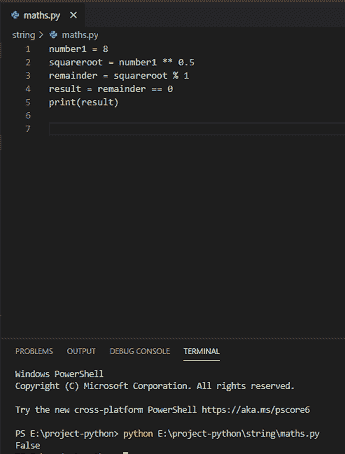 maths.py ×
string > maths.py
1 number1 = 8
2 squareroot = number1 ** 0.5
3 remainder = squareroot % 1
4 result = remainder == 0
5 print(result)
6
7
PROBLEMS OUTPUT DEBUG CONSOLE TERMINAL
Windows PowerShell
Copyright (C) Microsoft Corporation. All rights reserved.
Try the new cross-platform PowerShell https://aka.ms/pscore6
PS E:\project-python> python E:\project-python\string\maths.py
False